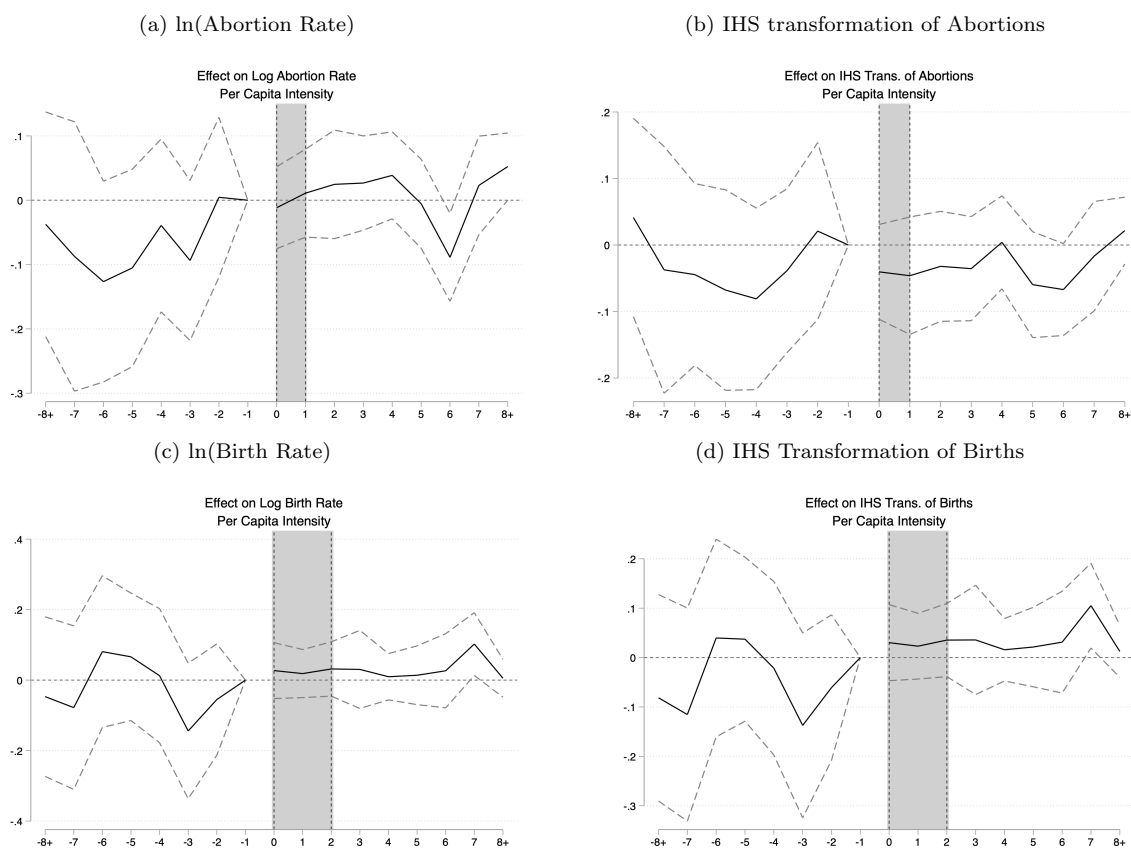 (a) ln(Abortion Rate)
Effect on Log Abortion Rate
Per Capita Intensity
.1
0
-.1
-.2
-.3
-8+ -7 -6 -5 -4 -3 -2 -1 0 1 2 3 4 5 6 7 8+
(b) IHS transformation of Abortions
Effect on IHS Trans. of Abortions
Per Capita Intensity
.2
.1
0
-.1
-.2
-8+ -7 -6 -5 -4 -3 -2 -1 0 1 2 3 4 5 6 7 8+
(c) ln(Birth Rate)
Effect on Log Birth Rate
Per Capita Intensity
.4
.2
0
-.2
-.4
-8+ -7 -6 -5 -4 -3 -2 -1 0 1 2 3 4 5 6 7 8+
(d) IHS Transformation of Births
Effect on IHS Trans. of Births
Per Capita Intensity
.2
.1
0
-.1
-.2
-.3
-8+ -7 -6 -5 -4 -3 -2 -1 0 1 2 3 4 5 6 7 8+